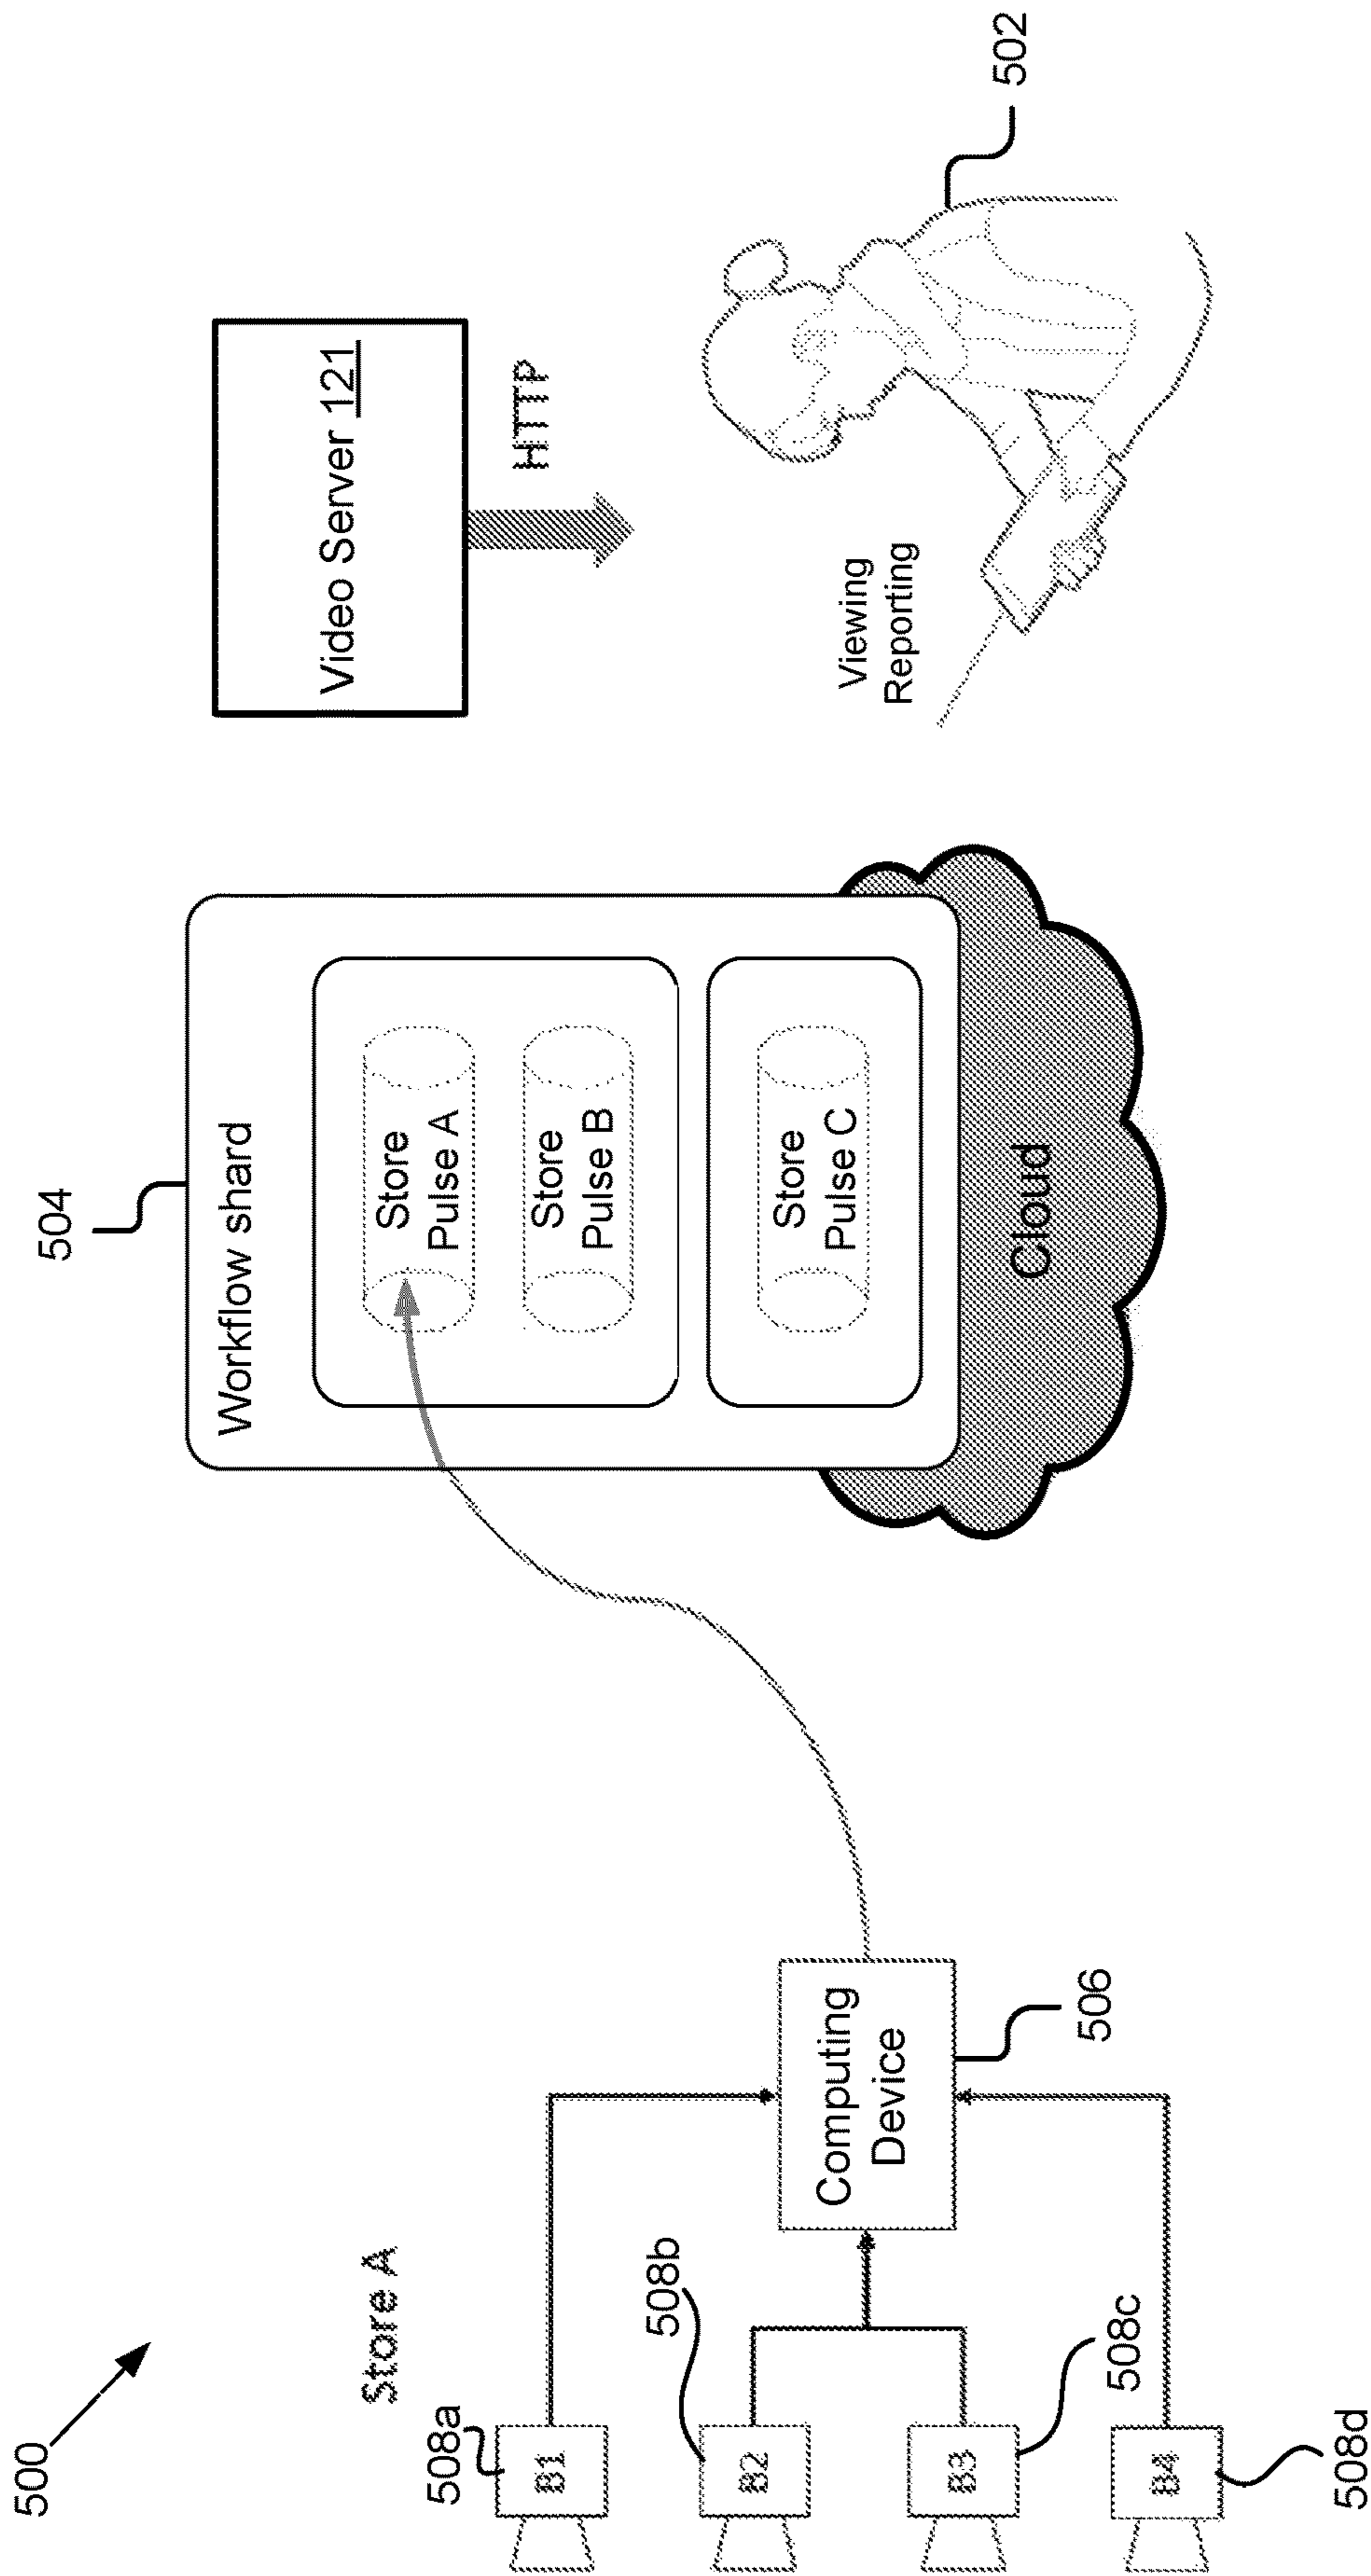 500
Store A
508a
B1
508b
B2
508c
B3
508d
B4
Computing
Device
506
504
Workflow shard
Store
Pulse A
Store
Pulse B
Store
Pulse C
Cloud
Video Server 121
HTTP
Viewing
Reporting
502